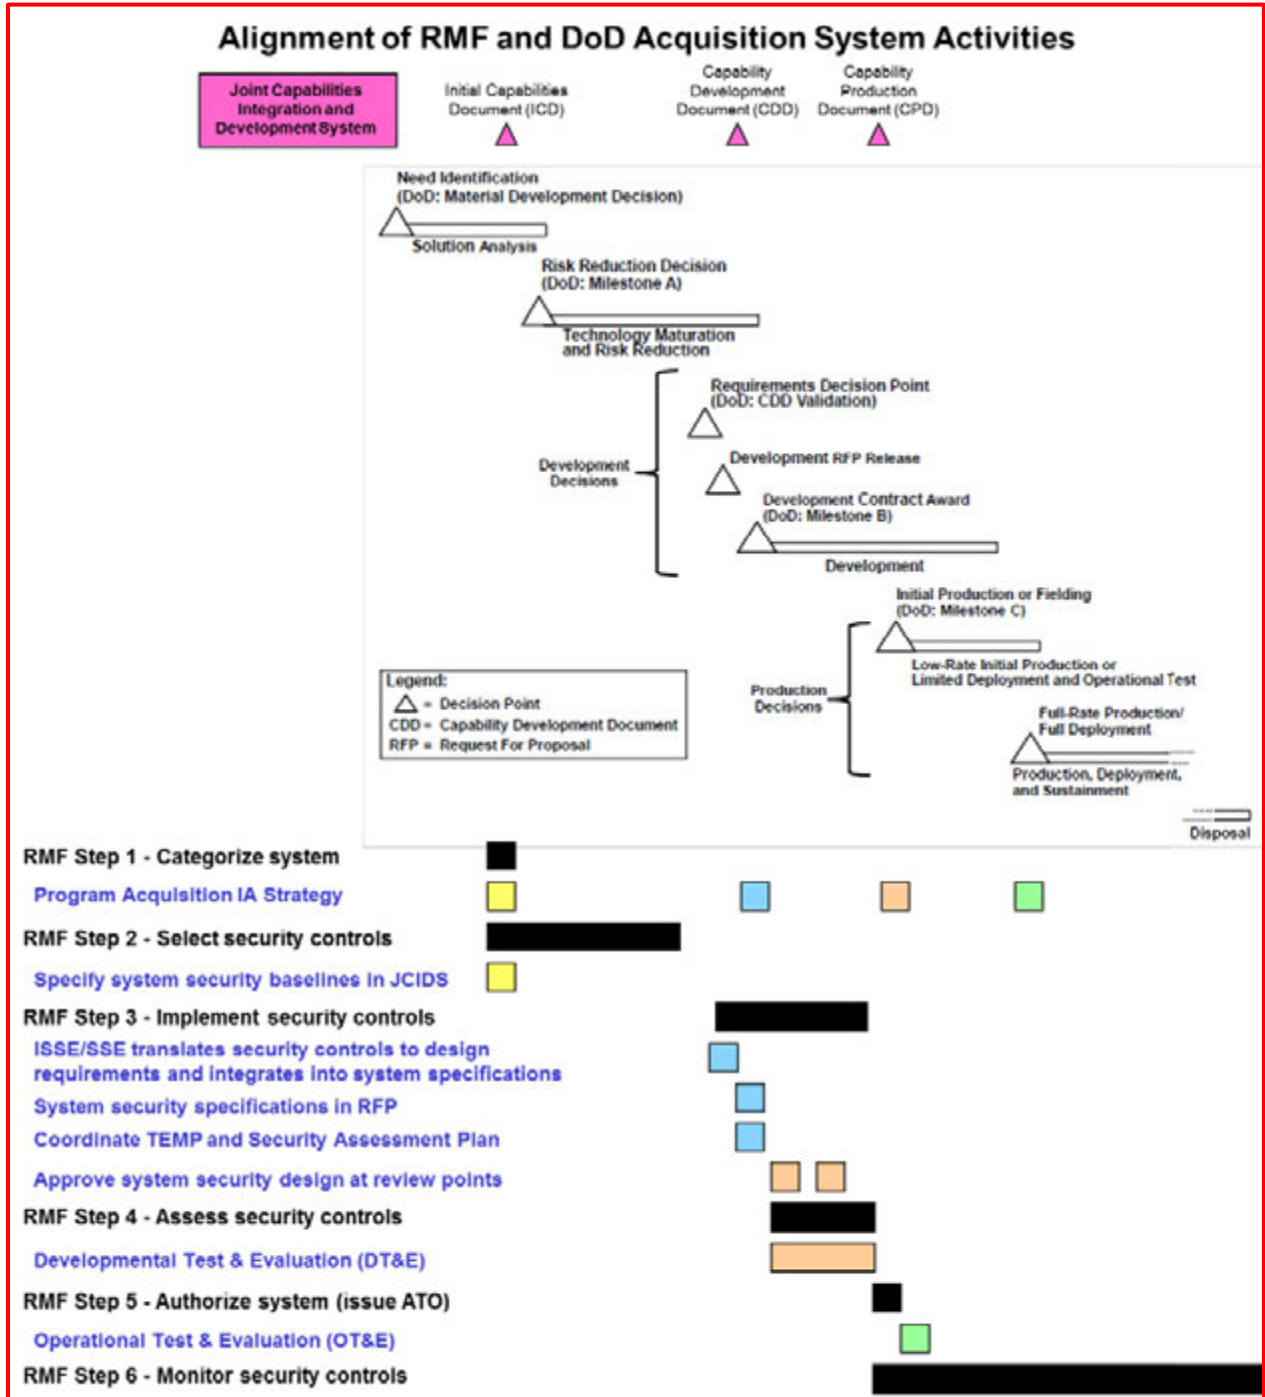 Alignment of RMF and DoD Acquisition System Activities
Joint Capabilities
Integration and
Development System
Initial Capabilities
Document (ICD)
Capability
Development
Document (CDD)
Capability
Production
Document (CPD)
Need Identification
(DoD: Material Development Decision)
Solution Analysis
Risk Reduction Decision
(DoD: Milestone A)
Technology Maturation
and Risk Reduction
Requirements Decision Point
(DoD: CDD Validation)
Development
Decisions
Development RFP Release
Development Contract Award
(DoD: Milestone B)
Development
Initial Production or Fielding
(DoD: Milestone C)
Low-Rate Initial Production or
Limited Deployment and Operational Test
Production
Decisions
Full-Rate Production/
Full Deployment
Production, Deployment,
and Sustainment
Disposal
Legend:
= Decision Point
CDD = Capability Development Document
RFP = Request For Proposal
RMF Step 1 - Categorize system
Program Acquisition IA Strategy
RMF Step 2 - Select security controls
Specify system security baselines in JCIDS
RMF Step 3 - Implement security controls
ISSE/SSE translates security controls to design
requirements and integrates into system specifications
System security specifications in RFP
Coordinate TEMP and Security Assessment Plan
Approve system security design at review points
RMF Step 4 - Assess security controls
Developmental Test & Evaluation (DT&E)
RMF Step 5 - Authorize system (issue ATO)
Operational Test & Evaluation (OT&E)
RMF Step 6 - Monitor security controls